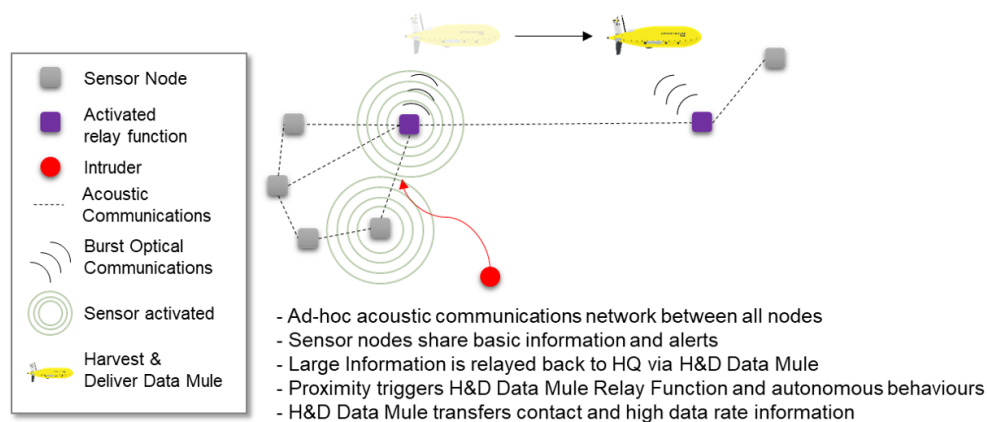 Sensor Node
Activated
relay function
Intruder
Acoustic
Communications
Burst Optical
Communications
Sensor activated
Harvest &
Deliver Data Mule
- Ad-hoc acoustic communications network between all nodes
- Sensor nodes share basic information and alerts
- Large Information is relayed back to HQ via H&D Data Mule
- Proximity triggers H&D Data Mule Relay Function and autonomous behaviours
- H&D Data Mule transfers contact and high data rate information